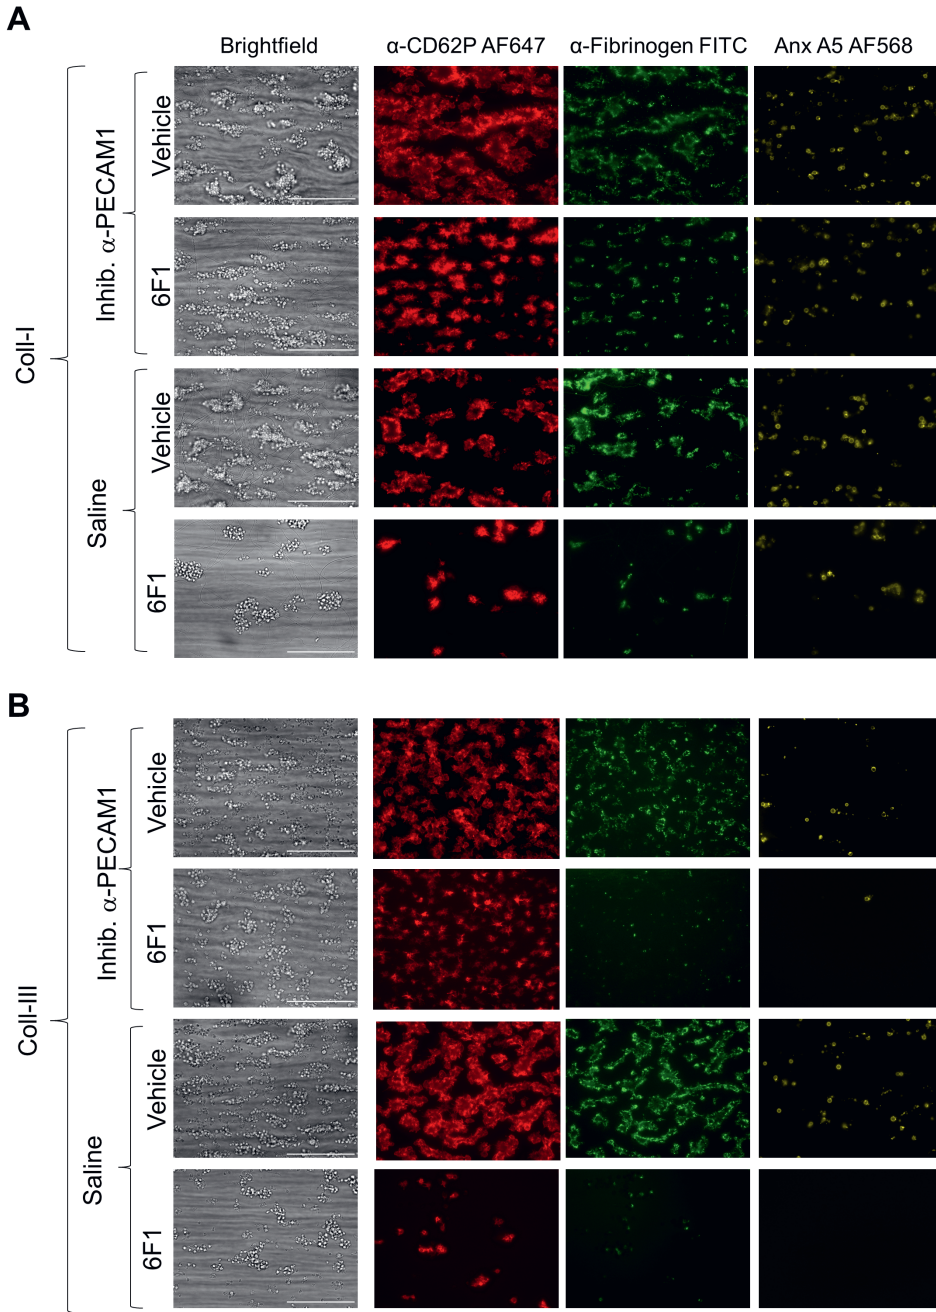 A
Brightfield
α-CD62P AF647
α-Fibrinogen FITC
Anx A5 AF568
Coll-I
Inhib. α-PECAM1
Vehicle
6F1
Saline
Vehicle
6F1
B
Coll-III
Inhib. α-PECAM1
Vehicle
6F1
Saline
Vehicle
6F1